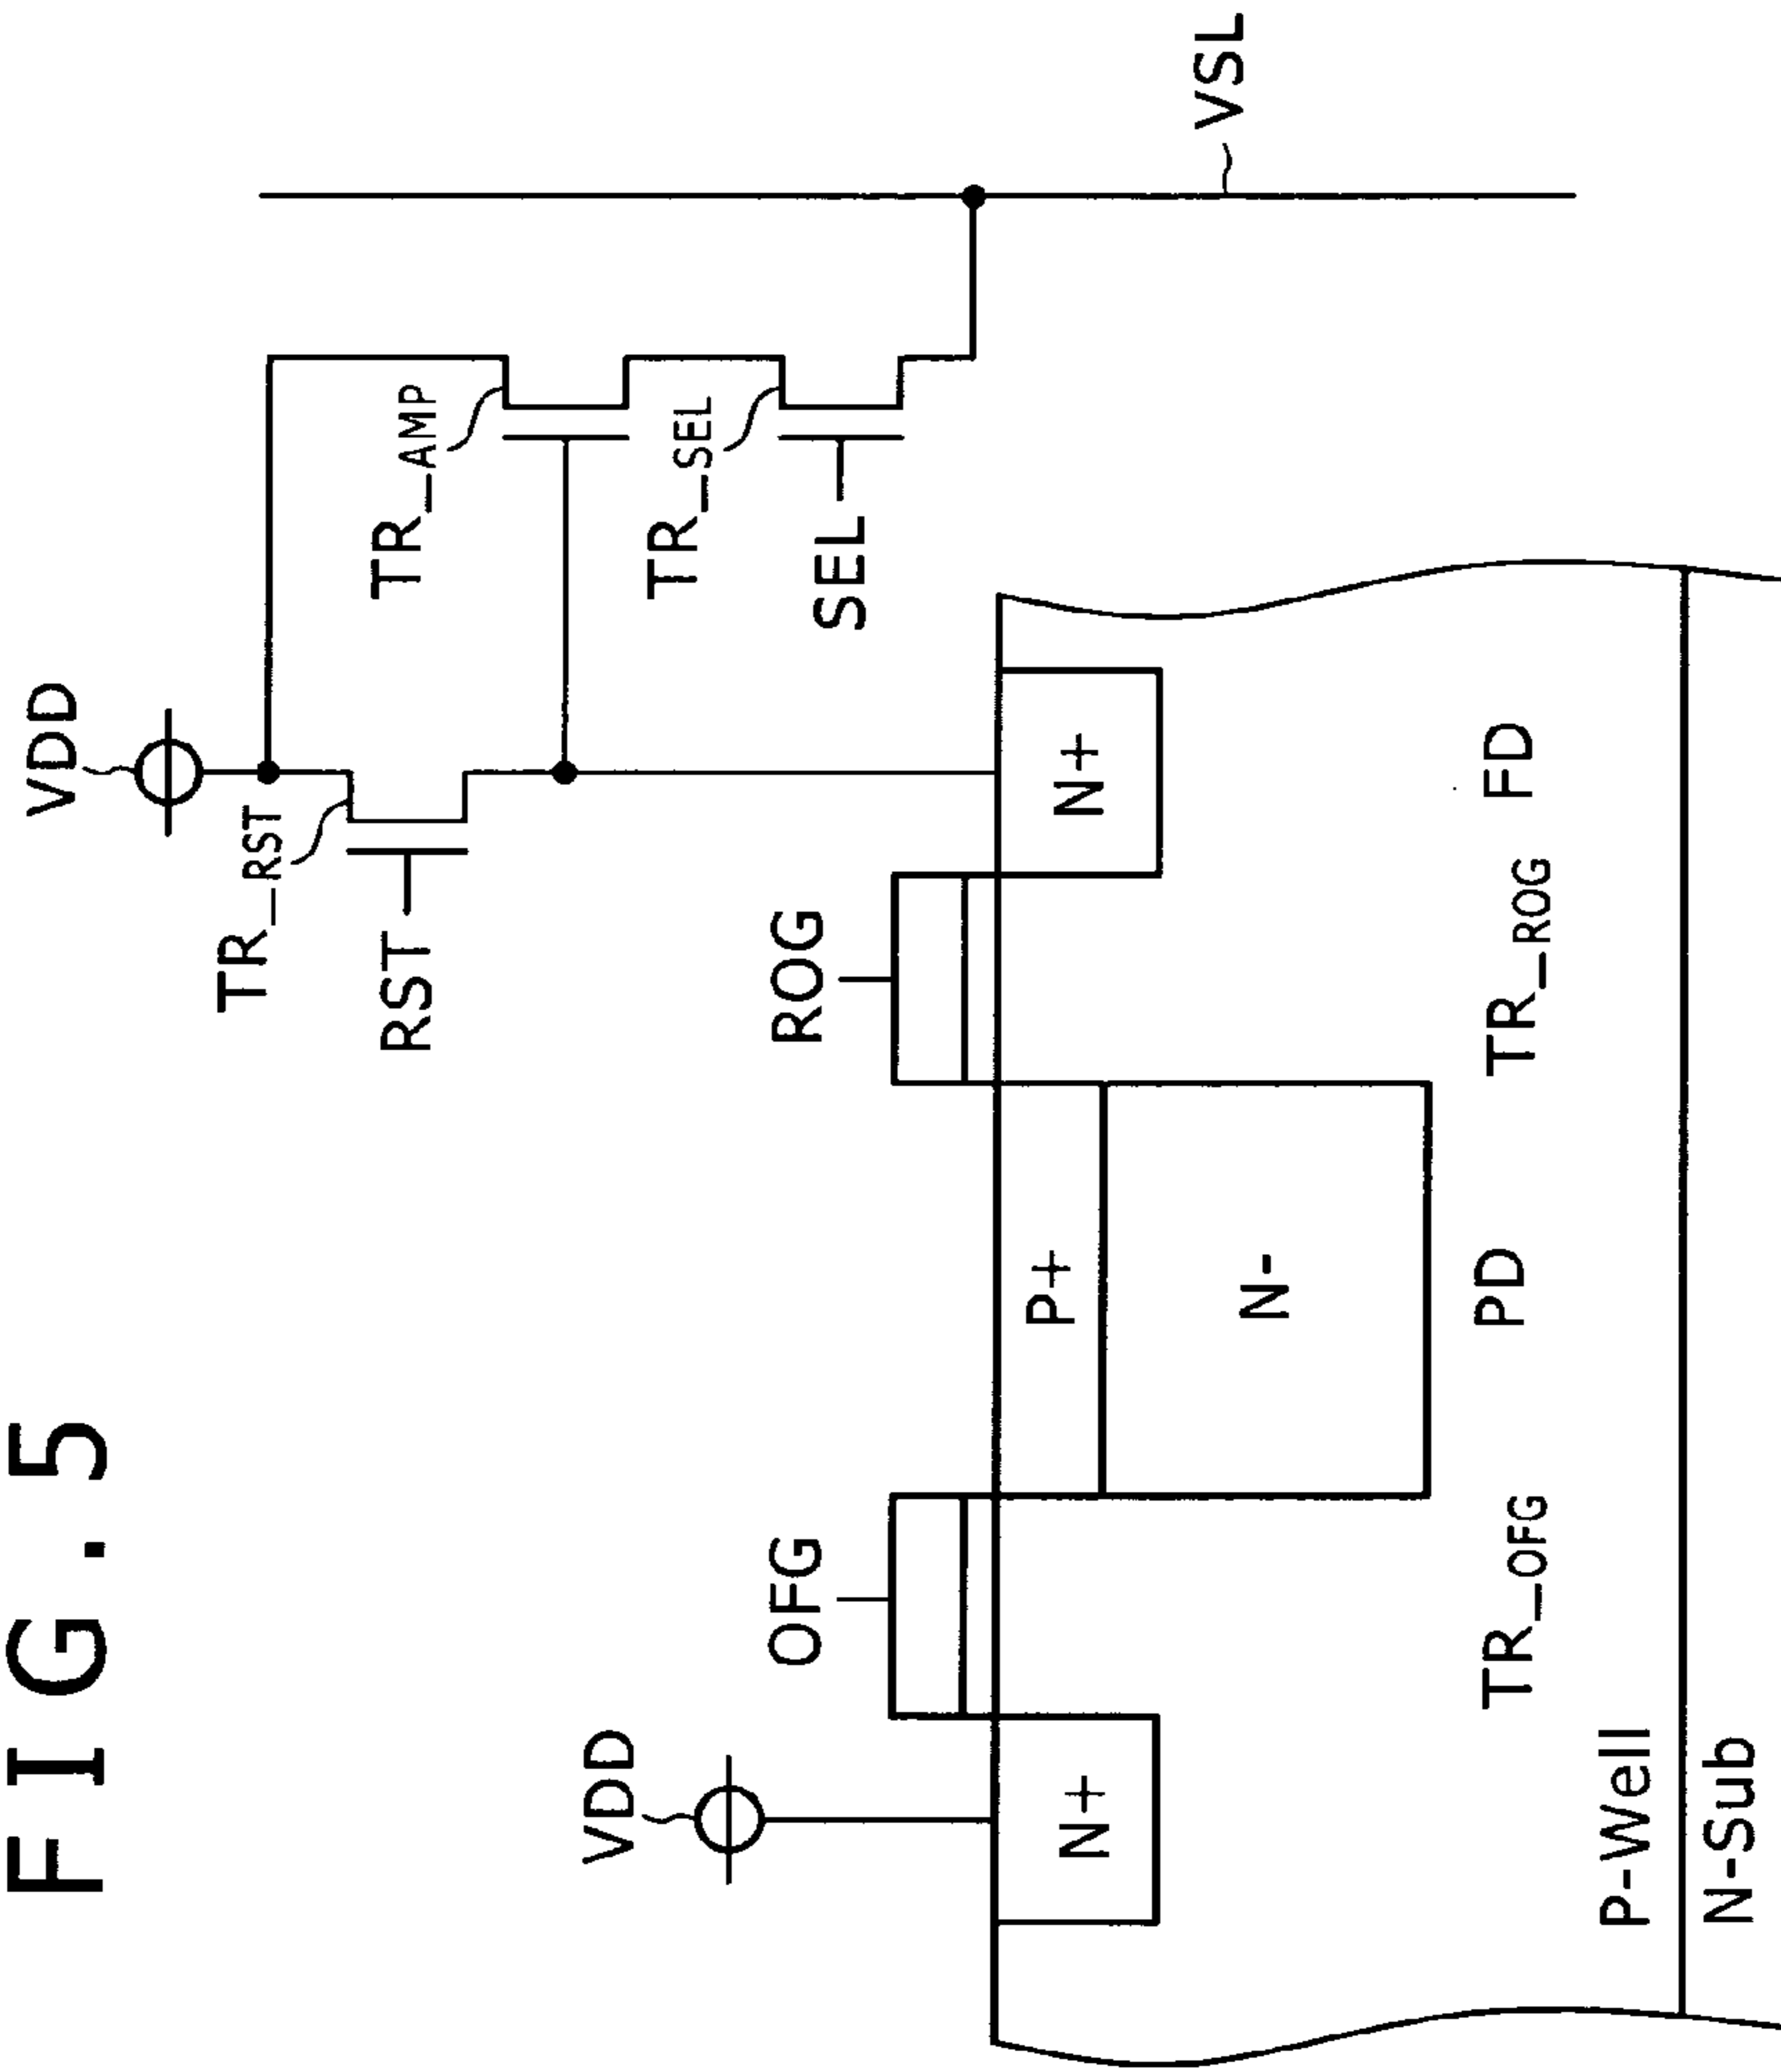 FIG.5
VDD
TR_RST
RST
TR_AMP
TR_SEL
SEL
VSL
VDD
OFG
ROG
N+
P+
N-
N+
TR_OFG
PD
TR_ROG
FD
P-Well
N-Sub